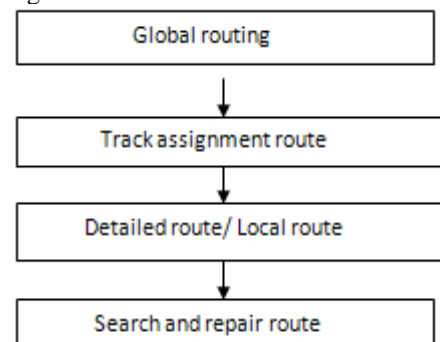 Global routing
Track assignment route
Detailed route/ Local route
Search and repair route